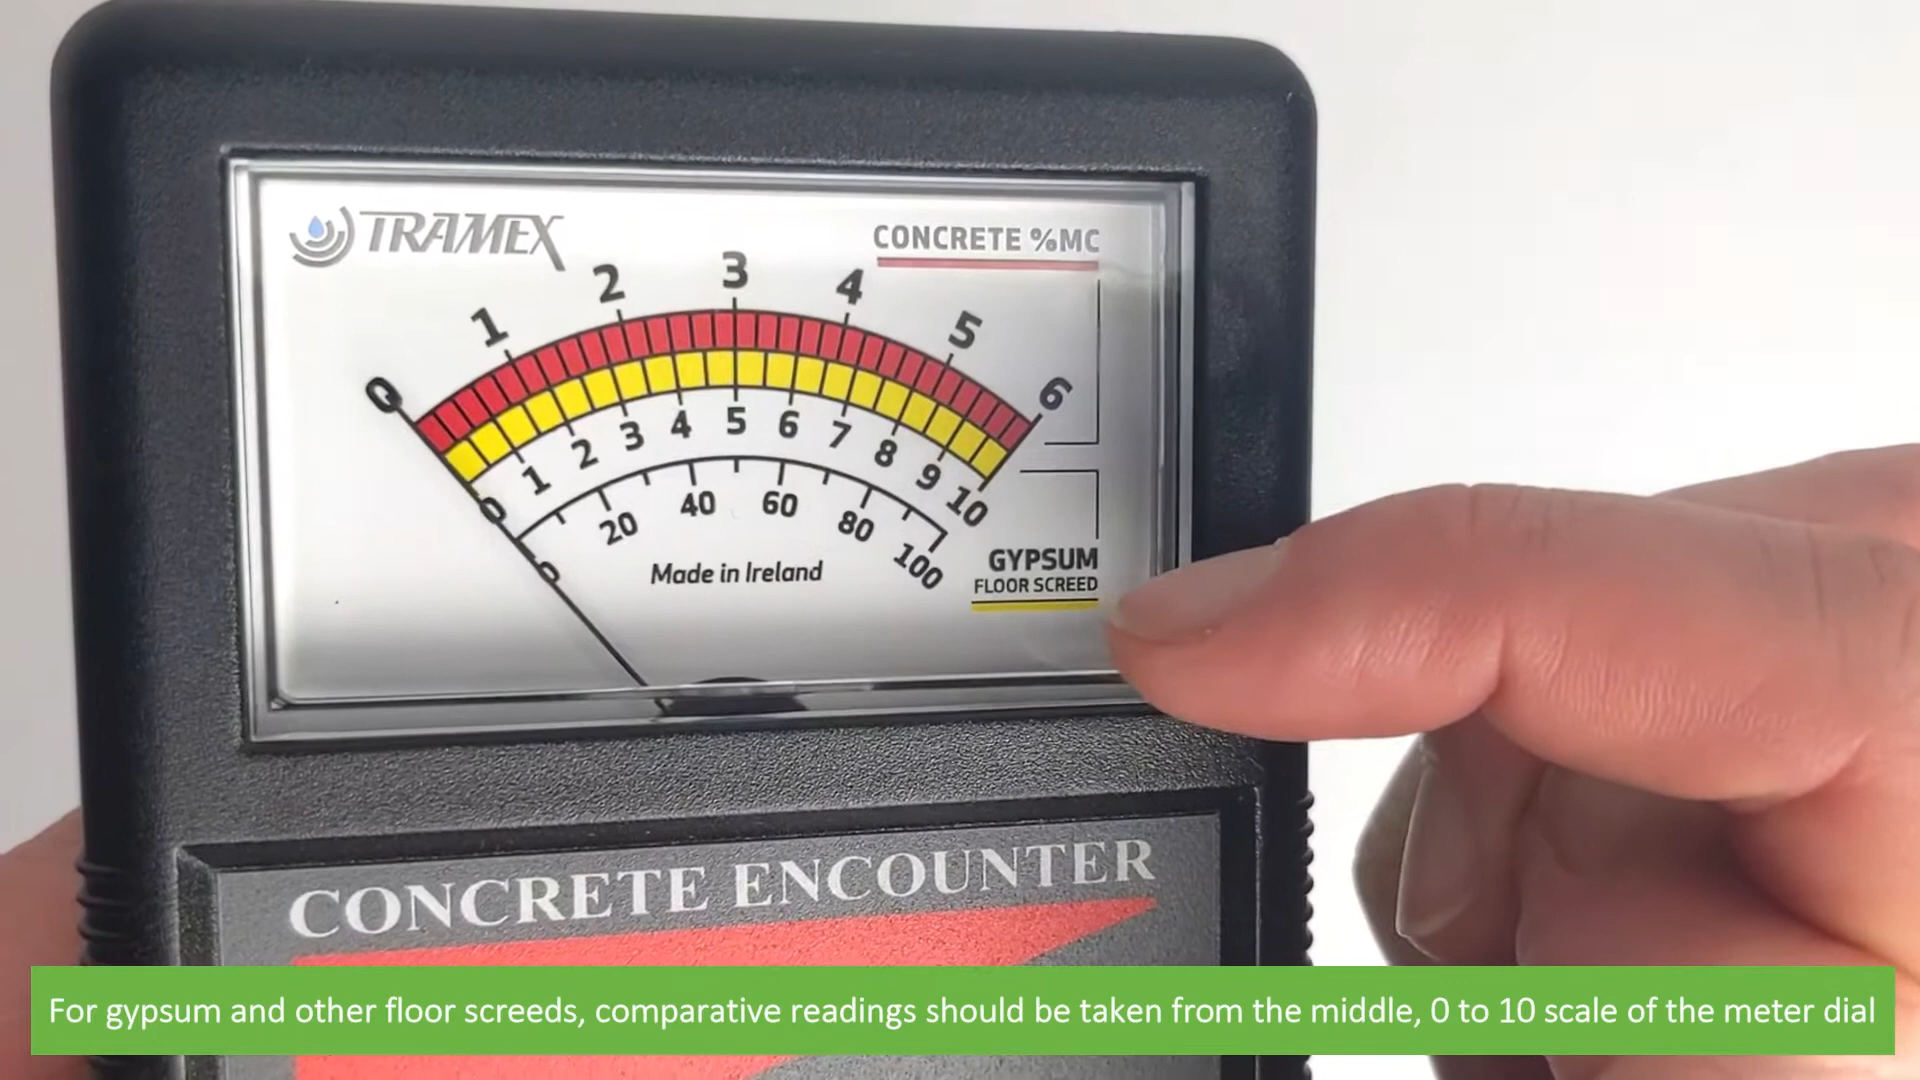 TRAMEX
CONCRETE %MC
0 1 2 3 4 5 6
0 1 2 3 4 5 6 7 8 9 10
0 20 40 60 80 100
Made in Ireland
GYPSUM
FLOOR SCREED
CONCRETE ENCOUNTER
For gypsum and other floor screeds, comparative readings should be taken from the middle, 0 to 10 scale of the meter dial